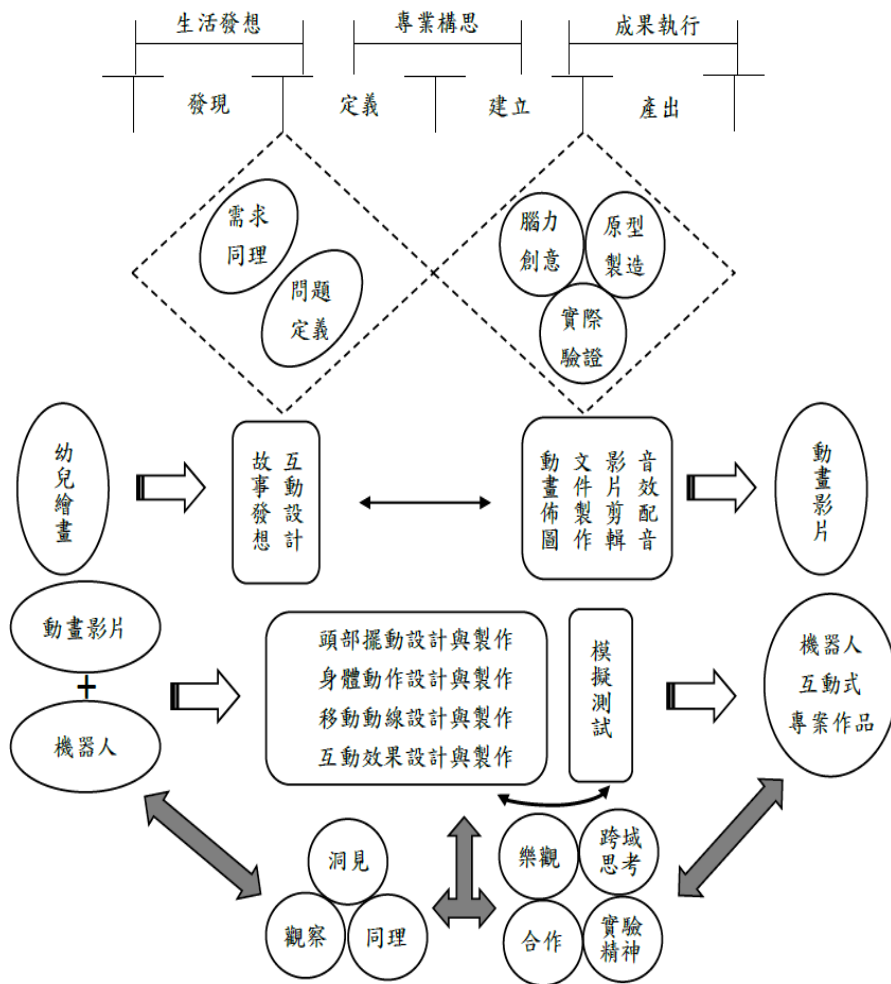 生活發想
專業構思
成果執行
發現
定義
建立
產出
需求
同理
問題
定義
腦力
創意
原型
製造
實際
驗證
幼兒繪畫
互動設計
故事發想
音效配音
影片剪輯
文件製作
動畫佈圖
動畫影片
動畫影片
+
機器人
頭部擺動設計與製作
身體動作設計與製作
移動動線設計與製作
互動效果設計與製作
模擬測試
機器人
互動式
專案作品
洞見
觀察
同理
樂觀
跨域
思考
合作
實驗
精神